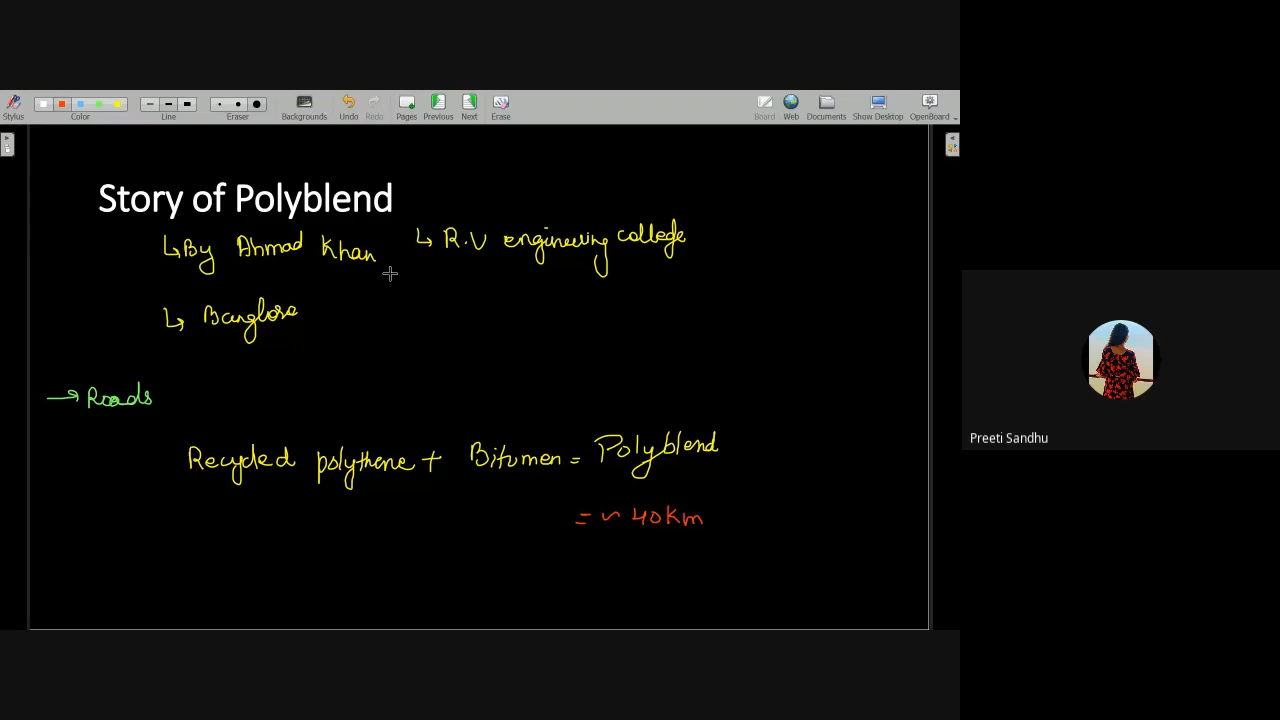 Stylus Color Line Eraser Backgrounds Undo Redo Pages Previous Next Erase Board Web Documents Show Desktop OpenBoard
Story of Polyblend
↳ By Ahmad Khan ↳ R.V engineering college
↳ Banglore
→ Roads
Recycled polythene + Bitumen = Polyblend
= ~ 40km
Preeti Sandhu